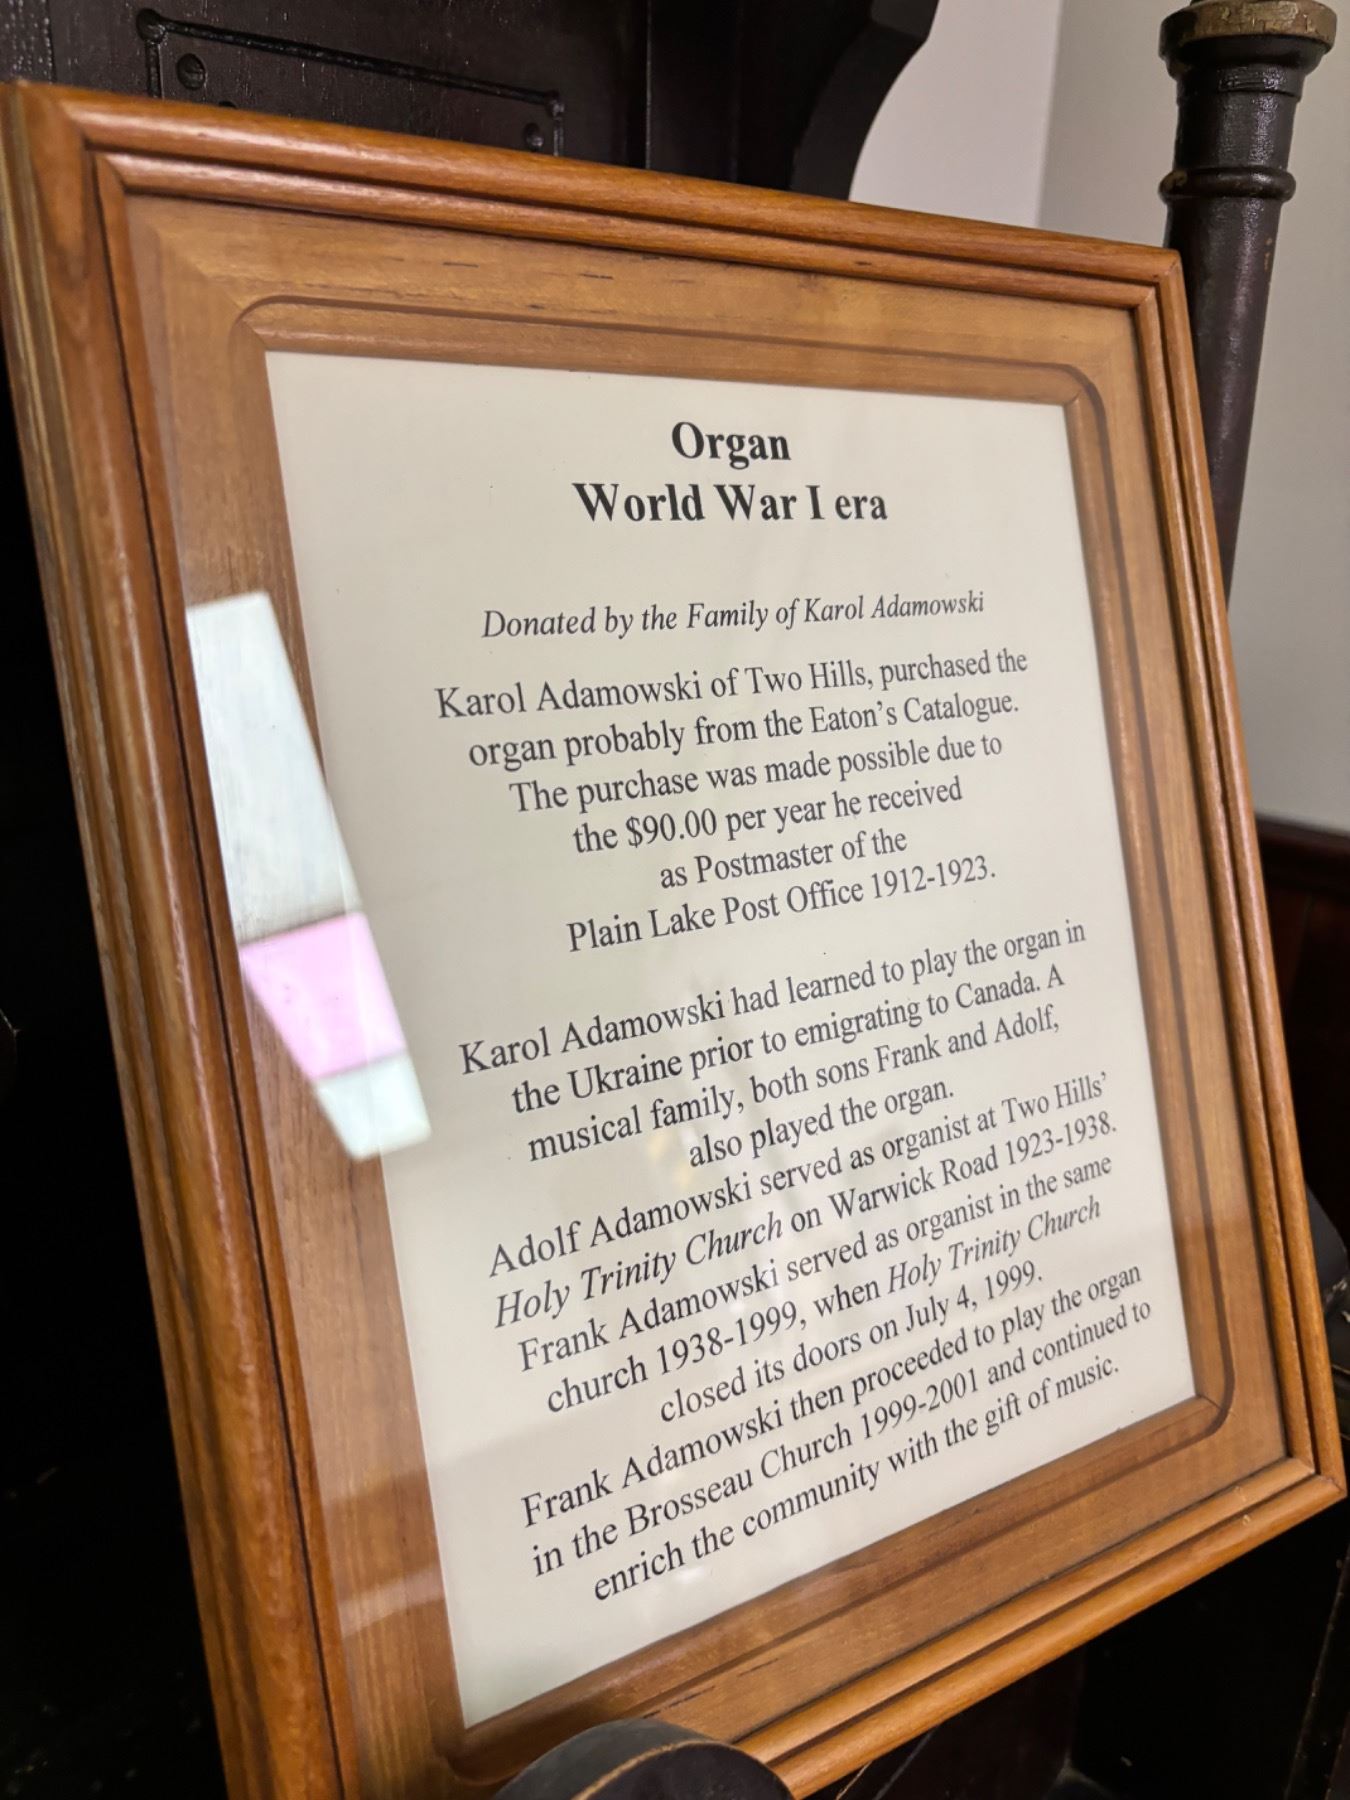 Organ
World War I era
Donated by the Family of Karol Adamowski
Karol Adamowski of Two Hills, purchased the
organ probably from the Eaton's Catalogue.
The purchase was made possible due to
the $90.00 per year he received
as Postmaster of the
Plain Lake Post Office 1912-1923.
Karol Adamowski had learned to play the organ in
the Ukraine prior to emigrating to Canada. A
musical family, both sons Frank and Adolf,
also played the organ.
Adolf Adamowski served as organist at Two Hills'
Holy Trinity Church on Warwick Road 1923-1938.
Frank Adamowski served as organist in the same
church 1938-1999, when Holy Trinity Church
closed its doors on July 4, 1999.
Frank Adamowski then proceeded to play the organ
in the Brosseau Church 1999-2001 and continued to
enrich the community with the gift of music.